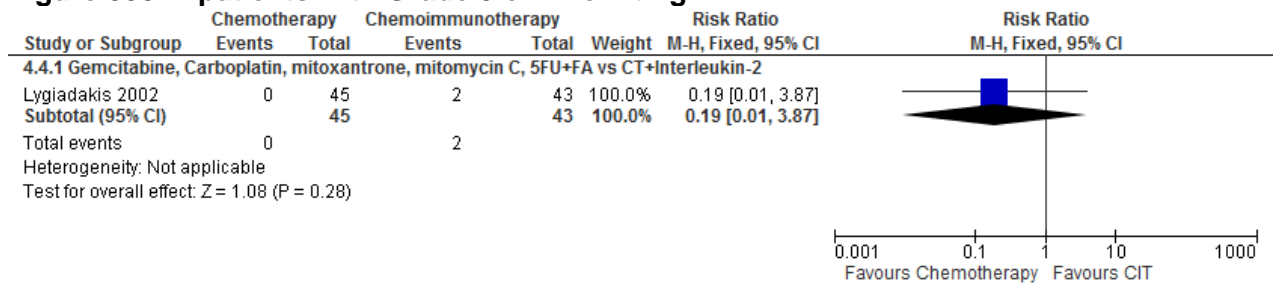 Chemotherapy Chemoimmunotherapy Risk Ratio Risk Ratio
Study or Subgroup Events Total Events Total Weight M-H, Fixed, 95% CI M-H, Fixed, 95% CI
4.4.1 Gemcitabine, Carboplatin, mitoxantrone, mitomycin C, 5FU+FA vs CT+Interleukin-2
Lygiadakis 2002 0 45 2 43 100.0% 0.19 [0.01, 3.87]
Subtotal (95% CI) 45 43 100.0% 0.19 [0.01, 3.87]
Total events 0 2
Heterogeneity: Not applicable
Test for overall effect: Z = 1.08 (P = 0.28)
0.001 0.1 1 10 1000
Favours Chemotherapy Favours CIT